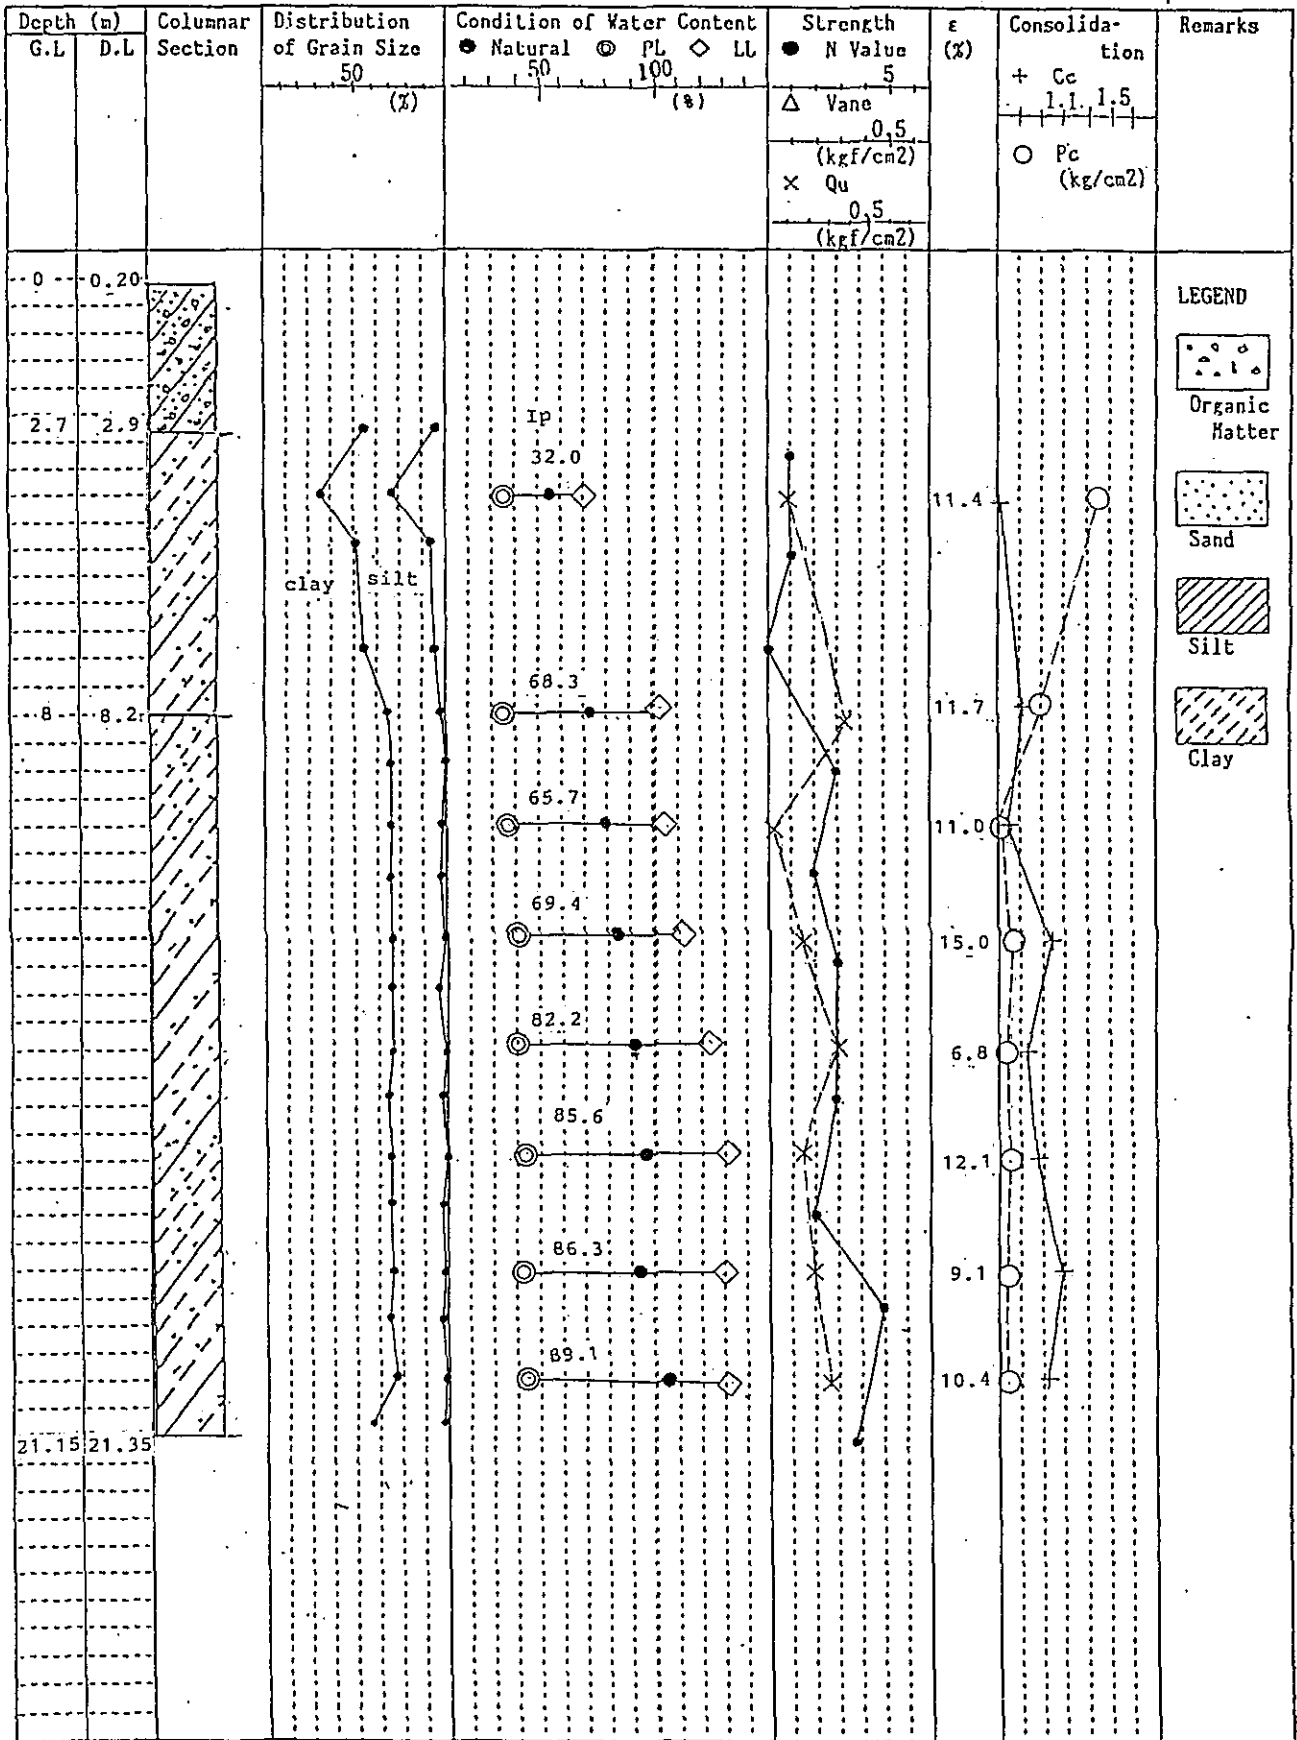 Depth (m)
G.L D.L
Columnar
Section
Distribution
of Grain Size
50
(%)
Condition of Water Content
● Natural ◎ PL ◇ LL
50 100
(%)
Strength
● N Value
5
△ Vane
0,5
(kgf/cm2)
× Qu
0,5
(kgf/cm2)
ε
(%)
Consolida-
tion
+ Cc
1.1. 1.5
○ Pc
(kg/cm2)
Remarks
0 0.20
LEGEND
Organic
Matter
2.7 2.9
Ip
32.0
11.4
Sand
clay silt
Silt
68.3
8 8.2
11.7
Clay
65.7
11.0
69.4
15.0
82.2
6.8
85.6
12.1
86.3
9.1
89.1
10.4
21.15 21.35